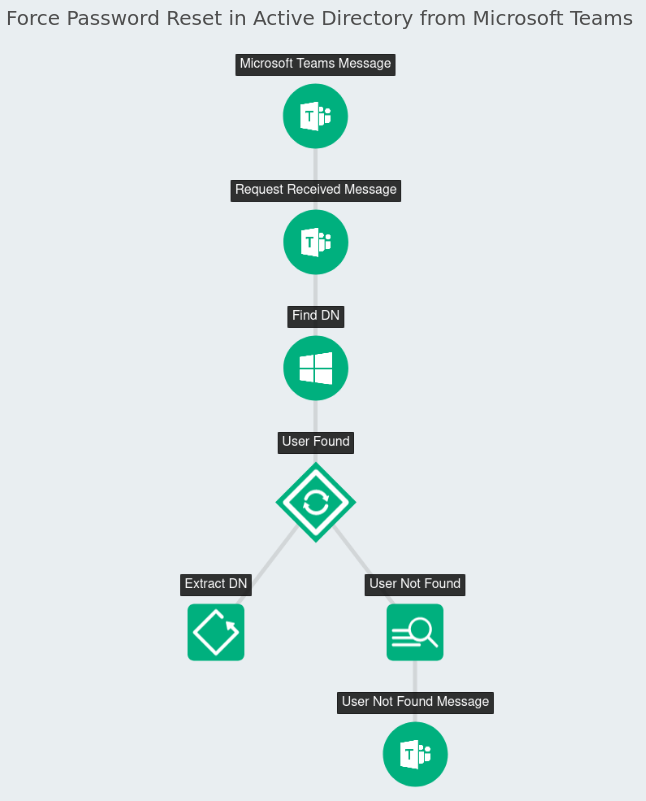 Force Password Reset in Active Directory from Microsoft Teams
Microsoft Teams Message
T
Request Received Message
T
Find DN
User Found
Extract DN
User Not Found
User Not Found Message
T